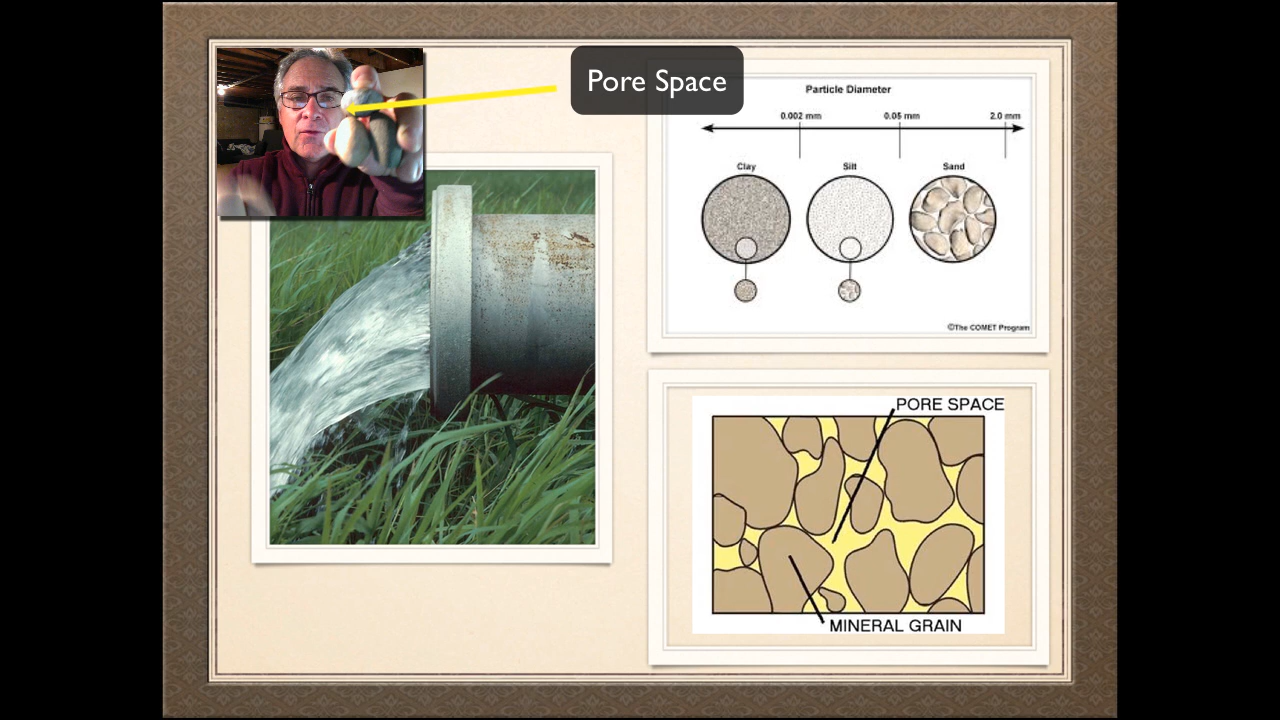 Pore Space
Particle Diameter
0.002 mm 0.05 mm 2.0 mm
Clay Silt Sand
©The COMET Program
PORE SPACE
MINERAL GRAIN